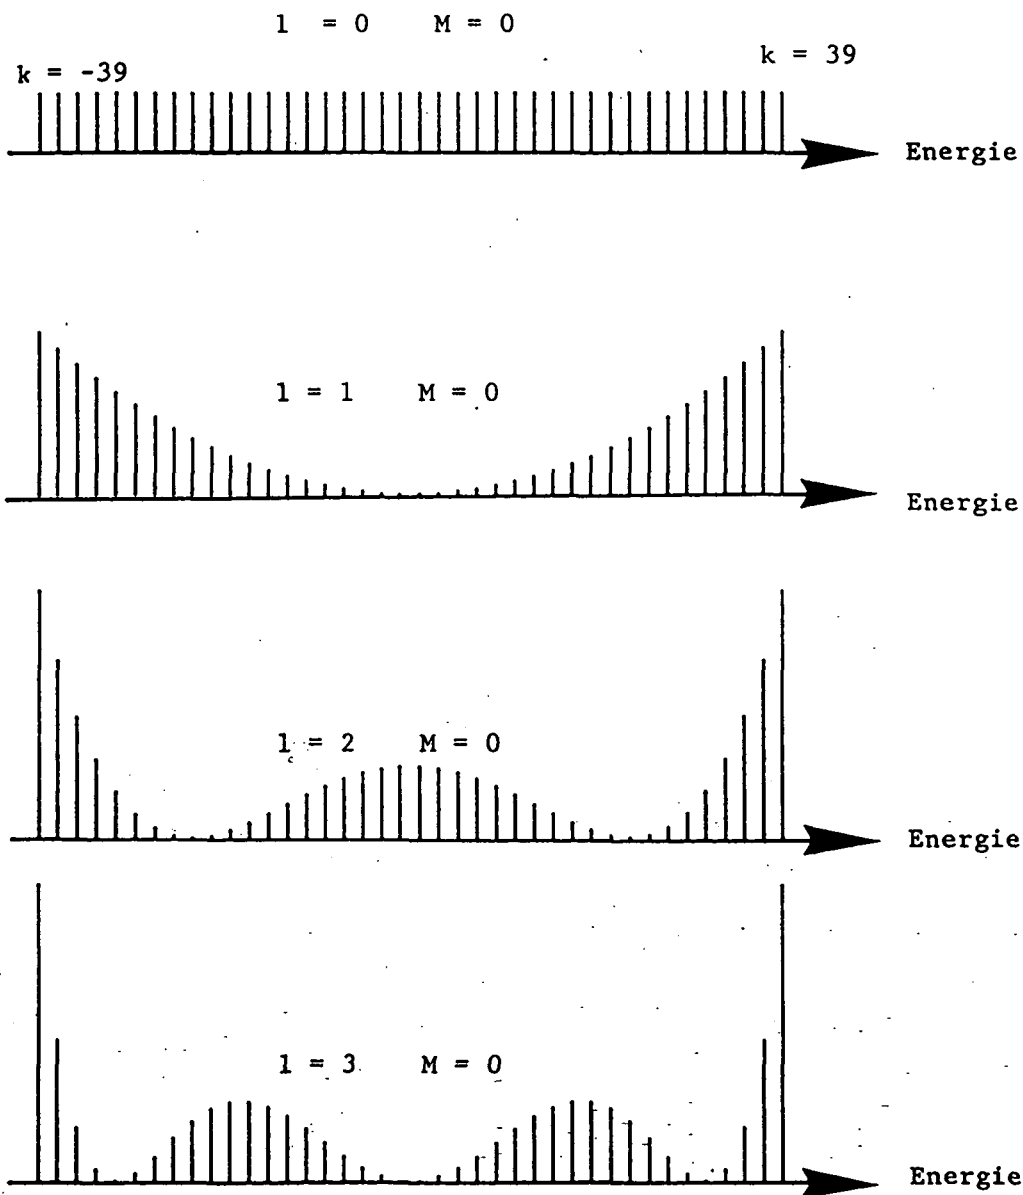 l = 0 M = 0
k = -39
k = 39
Energie
l = 1 M = 0
Energie
l = 2 M = 0
Energie
l = 3 M = 0
Energie